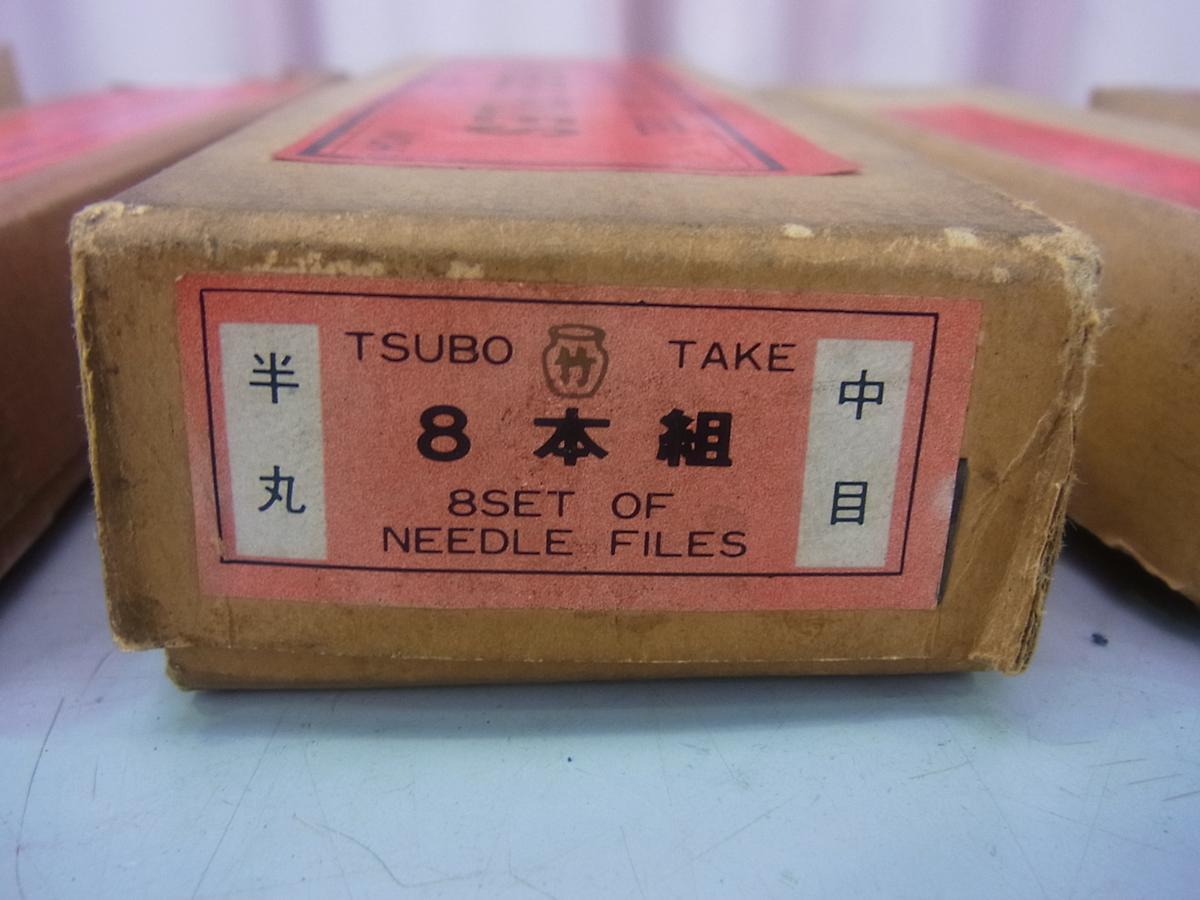 TSUBO 竹 TAKE
半丸
8本組
中目
8SET OF
NEEDLE FILES